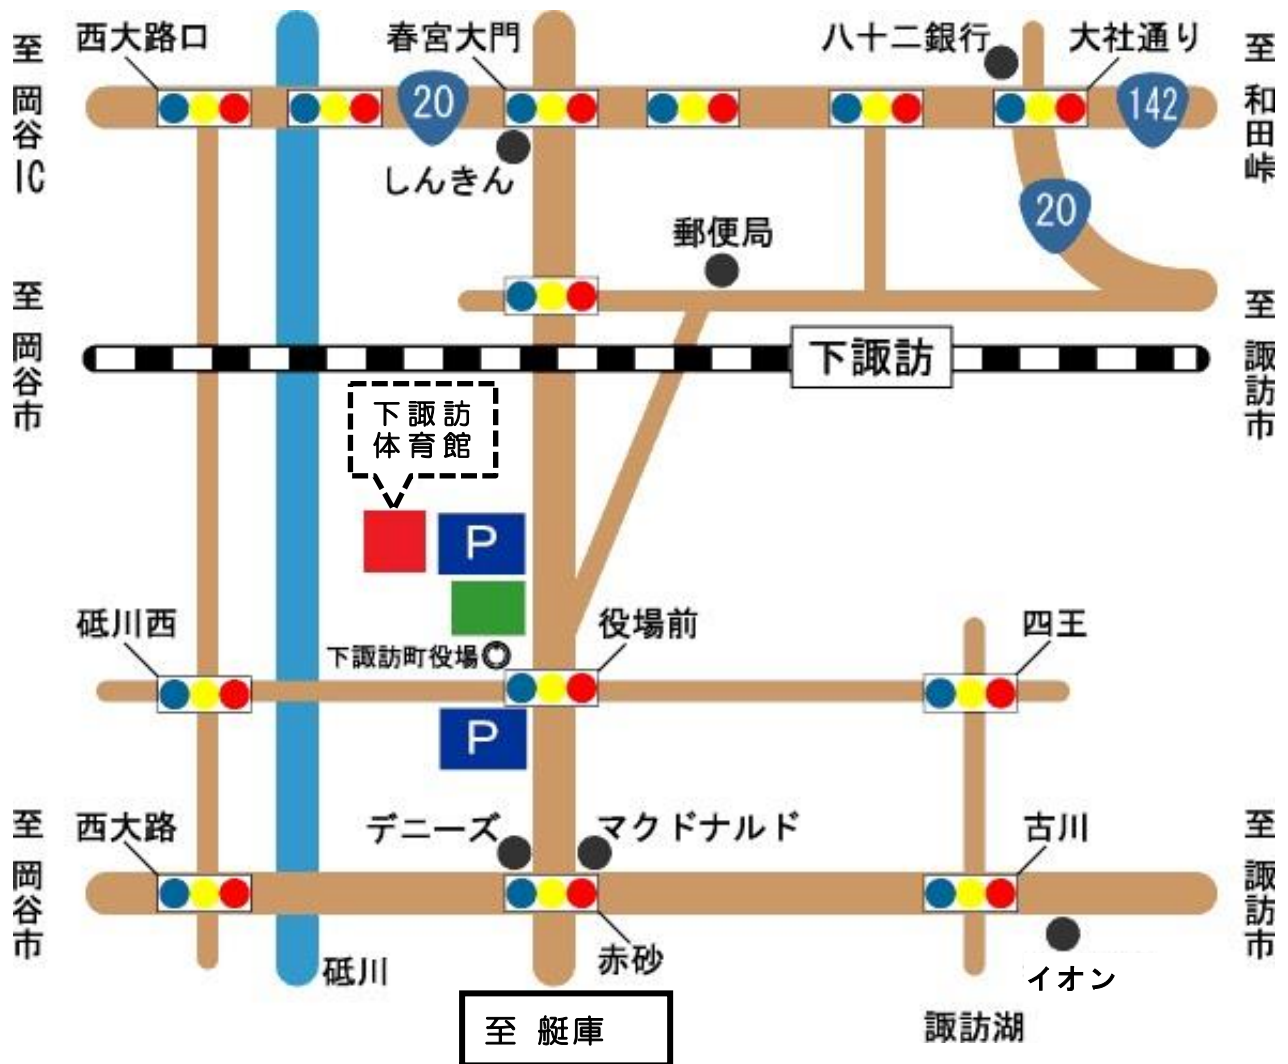 西大路口
春宮大門
八十二銀行
大社通り
至 岡谷IC
至 和田峠
20
142
しんきん
20
郵便局
至 岡谷市
至 諏訪市
下諏訪
下諏訪
体育館
P
砥川西
役場前
四王
下諏訪町役場
P
至 岡谷市
西大路
デニーズ
マクドナルド
古川
至 諏訪市
砥川
赤砂
イオン
至 艇庫
諏訪湖